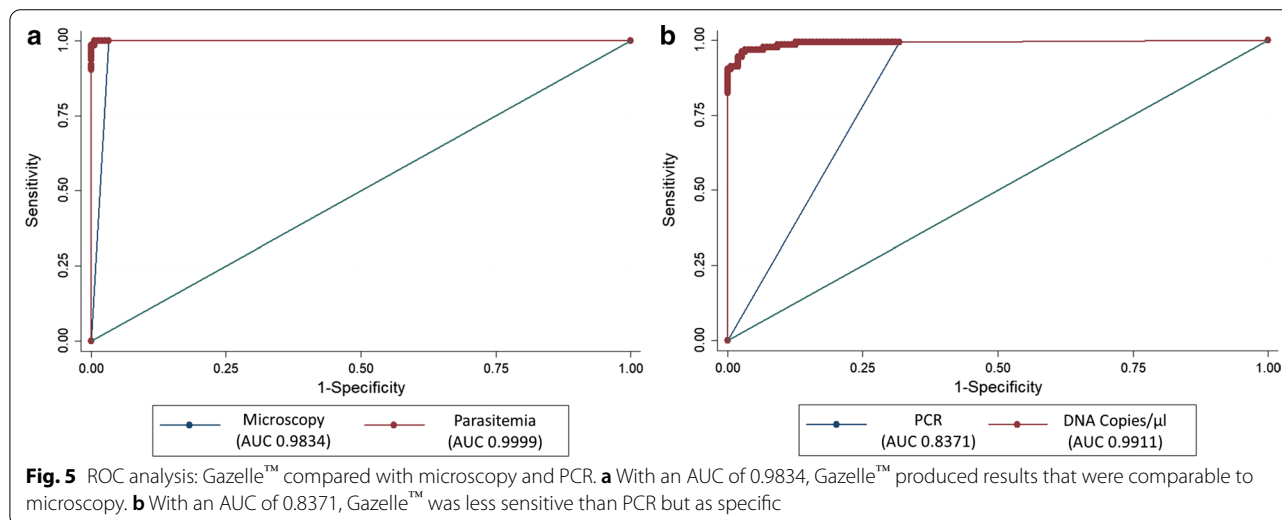 a
b
1.00
0.75
0.50
0.25
0.00
Sensitivity
0.00 0.25 0.50 0.75 1.00
1-Specificity
Microscopy
(AUC 0.9834)
Parasitemia
(AUC 0.9999)
1.00
0.75
0.50
0.25
0.00
Sensitivity
0.00 0.25 0.50 0.75 1.00
1-Specificity
PCR
(AUC 0.8371)
DNA Copies/μl
(AUC 0.9911)
Fig. 5 ROC analysis: Gazelle™ compared with microscopy and PCR. a With an AUC of 0.9834, Gazelle™ produced results that were comparable to
microscopy. b With an AUC of 0.8371, Gazelle™ was less sensitive than PCR but as specific